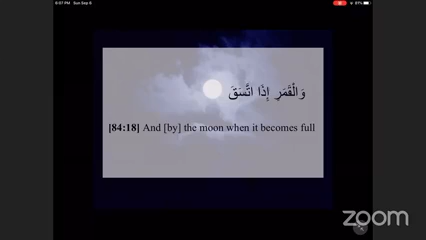 6:07 PM Sun Sep 6
61%
وَالْقَمَرِ إِذَا اتَّسَقَ
[84:18] And [by] the moon when it becomes full
zoom